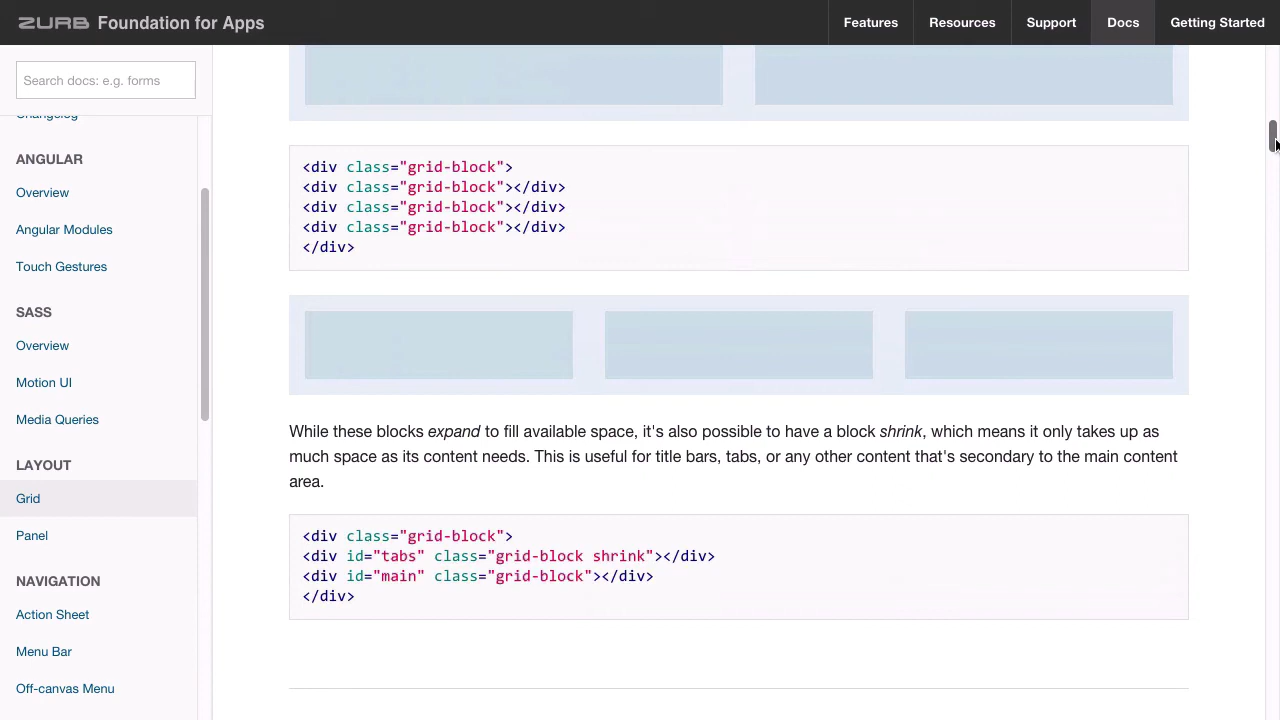 ZURB Foundation for Apps
Features
Resources
Support
Docs
Getting Started
Search docs: e.g. forms
Changelog
ANGULAR
Overview
Angular Modules
Touch Gestures
SASS
Overview
Motion UI
Media Queries
LAYOUT
Grid
Panel
NAVIGATION
Action Sheet
Menu Bar
Off-canvas Menu
<div class="grid-block">
<div class="grid-block"></div>
<div class="grid-block"></div>
<div class="grid-block"></div>
</div>
While these blocks expand to fill available space, it's also possible to have a block shrink, which means it only takes up as
much space as its content needs. This is useful for title bars, tabs, or any other content that's secondary to the main content
area.
<div class="grid-block">
<div id="tabs" class="grid-block shrink"></div>
<div id="main" class="grid-block"></div>
</div>